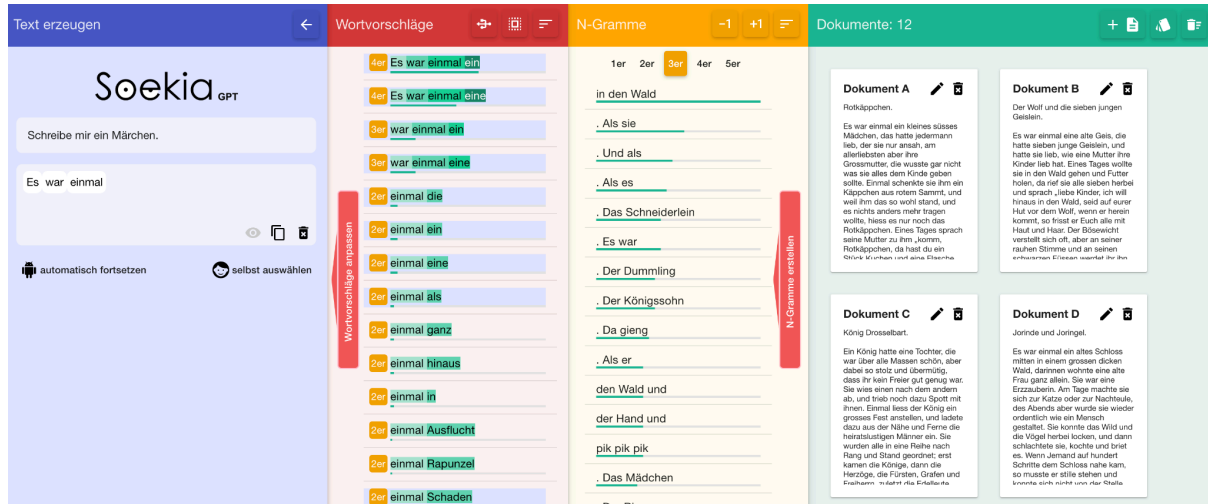 Text erzeugen
Soekia GPT
Schreibe mir ein Märchen.
Es war einmal
automatisch fortsetzen
selbst auswählen
Wortvorschläge
4er Es war einmal ein
4er Es war einmal eine
3er war einmal ein
3er war einmal eine
2er einmal die
2er einmal ein
2er einmal eine
2er einmal als
2er einmal ganz
2er einmal hinaus
2er einmal in
2er einmal Ausflucht
2er einmal Rapunzel
2er einmal Schaden
Wortvorschläge anpassen
N-Gramme
-1
+1
1er 2er 3er 4er 5er
in den Wald
. Als sie
. Und als
. Als es
. Das Schneiderlein
. Es war
. Der Dummling
. Der Königssohn
. Da gieng
. Als er
den Wald und
der Hand und
pik pik pik
. Das Mädchen
N-Gramme erstellen
Dokumente: 12
Dokument A
Rotkäppchen.
Es war einmal ein kleines süsses
Mädchen, das hatte jedermann
lieb, der sie nur ansah, am
allerliebsten aber ihre
Grossmutter, die wusste gar nicht
was sie alles dem Kinde geben
sollte. Einmal schenkte sie ihm ein
Käppchen aus rotem Sammt, und
weil ihm das so wohl stand, und
es nichts anders mehr tragen
wollte, hiess es nur noch das
Rotkäppchen. Eines Tages sprach
seine Mutter zu ihm „komm,
Rotkäppchen, da hast du ein
Stück Kuchen und eine Flasche
Dokument B
Der Wolf und die sieben jungen
Geislein.
Es war einmal eine alte Geis, die
hatte sieben junge Geislein, und
hatte sie lieb, wie eine Mutter ihre
Kinder lieb hat. Eines Tages wollte
sie in den Wald gehen und Futter
holen, da rief sie alle sieben herbei
und sprach „liebe Kinder, ich will
hinaus in den Wald, seid auf eurer
Hut vor dem Wolf, wenn er herein
kommt, so frisst er Euch alle mit
Haut und Haar. Der Bösewicht
verstellt sich oft, aber an seiner
rauhen Stimme und an seinen
schwarzen Füssen werdet ihr ihn
Dokument C
König Drosselbart.
Ein König hatte eine Tochter, die
war über alle Massen schön, aber
dabei so stolz und übermütig,
dass ihr kein Freier gut genug war.
Sie wies einen nach dem andern
ab, und trieb noch dazu Spott mit
ihnen. Einmal liess der König ein
grosses Fest anstellen, und ladete
dazu aus der Nähe und Ferne die
heiratslustigen Männer ein. Sie
wurden alle in eine Reihe nach
Rang und Stand geordnet; erst
kamen die Könige, dann die
Herzöge, die Fürsten, Grafen und
Freiherrn, zuletzt die Edelleute
Dokument D
Jorinde und Joringel.
Es war einmal ein altes Schloss
mitten in einem grossen dicken
Wald, darinnen wohnte eine alte
Frau ganz allein. Sie war eine
Erzzauberin. Am Tage machte sie
sich zur Katze oder zur Nachteule,
des Abends aber wurde sie wieder
ordentlich wie ein Mensch
gestaltet. Sie konnte das Wild und
die Vögel herbei locken, und dann
schlachtete sie, kochte und briet
es. Wenn Jemand auf hundert
Schritte dem Schloss nahe kam,
so musste er stille stehen und
konnte sich nicht von der Stelle